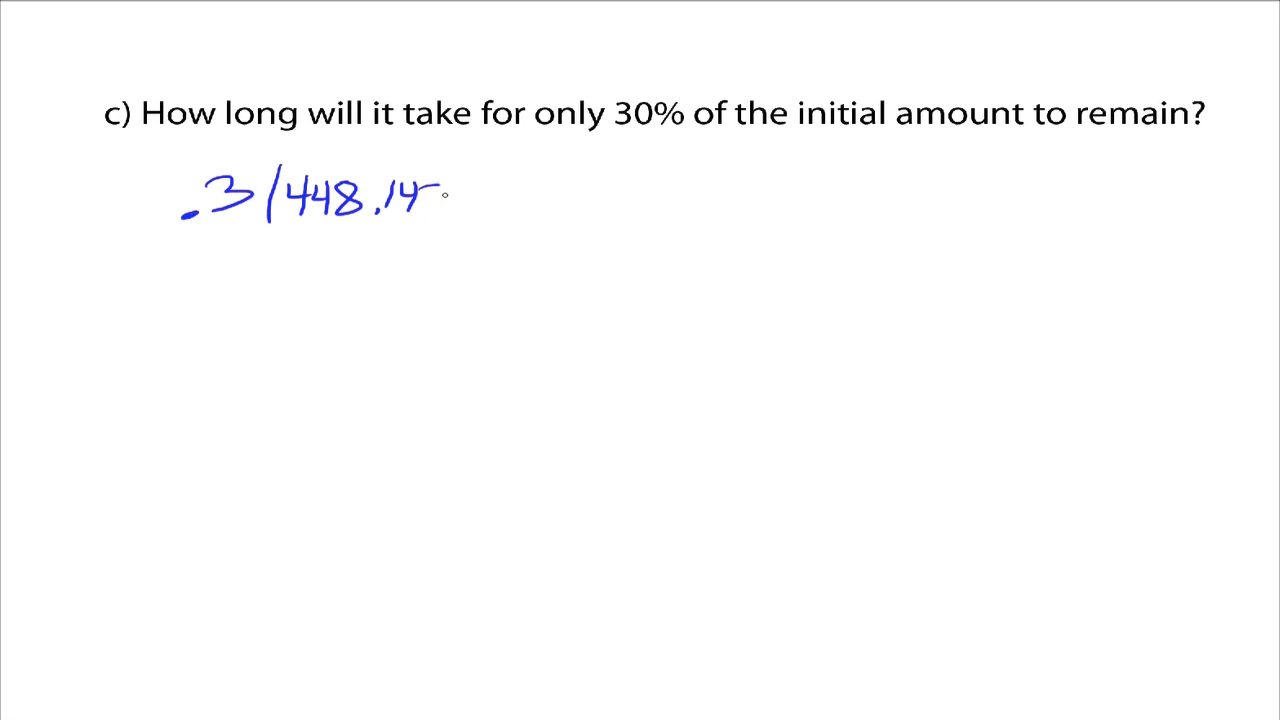 c) How long will it take for only 30% of the initial amount to remain?
.3(448.14